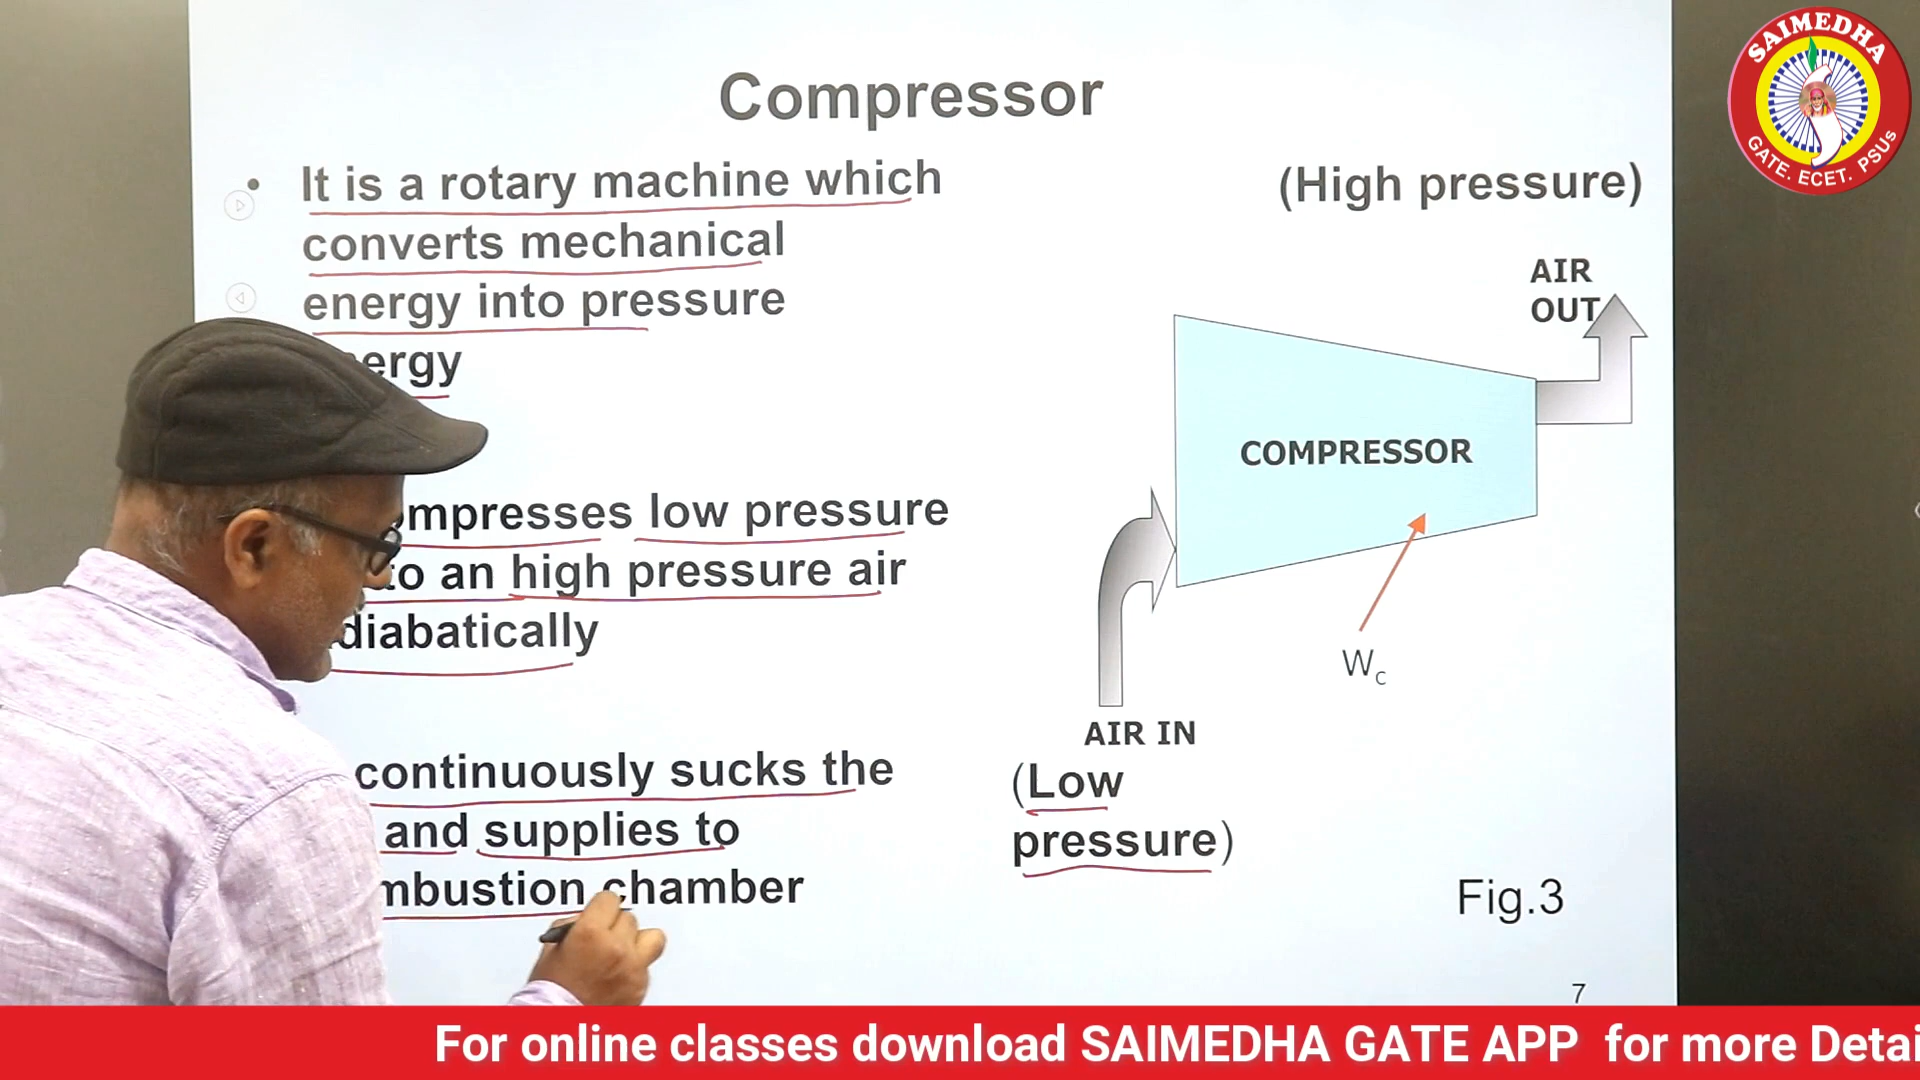 Compressor
• It is a rotary machine which
converts mechanical
energy into pressure
ergy
mpresses low pressure
to an high pressure air
diabatically
continuously sucks the
and supplies to
mbustion chamber
(High pressure)
AIR
OUT
COMPRESSOR
Wc
AIR IN
(Low
pressure)
Fig.3
7
SAIMEDHA
GATE. ECET. PSUs
For online classes download SAIMEDHA GATE APP for more Detai